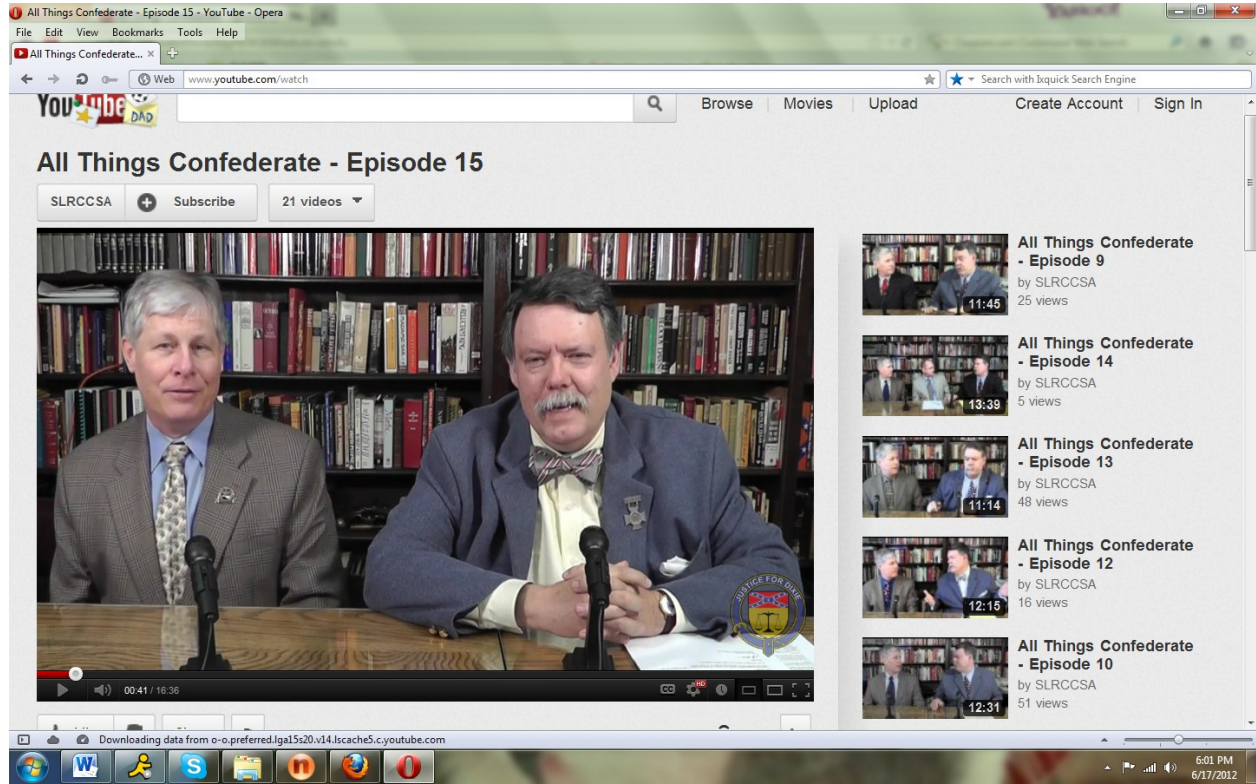 All Things Confederate - Episode 15 - YouTube - Opera
File Edit View Bookmarks Tools Help
All Things Confederate...
Web www.youtube.com/watch
Search with Ixquick Search Engine
YouTube
DAD
Browse Movies Upload Create Account Sign In
All Things Confederate - Episode 15
SLRCCSA Subscribe 21 videos
All Things Confederate
- Episode 9
by SLRCCSA
25 views
11:45
All Things Confederate
- Episode 14
by SLRCCSA
5 views
13:39
All Things Confederate
- Episode 13
by SLRCCSA
48 views
11:14
All Things Confederate
- Episode 12
by SLRCCSA
16 views
12:15
All Things Confederate
- Episode 10
by SLRCCSA
51 views
12:31
JUSTICE FOR DIXIE
00:41 / 16:36
CC HD
Downloading data from o-o.preferred.lga15s20.v14.lscache5.c.youtube.com
6:01 PM
6/17/2012